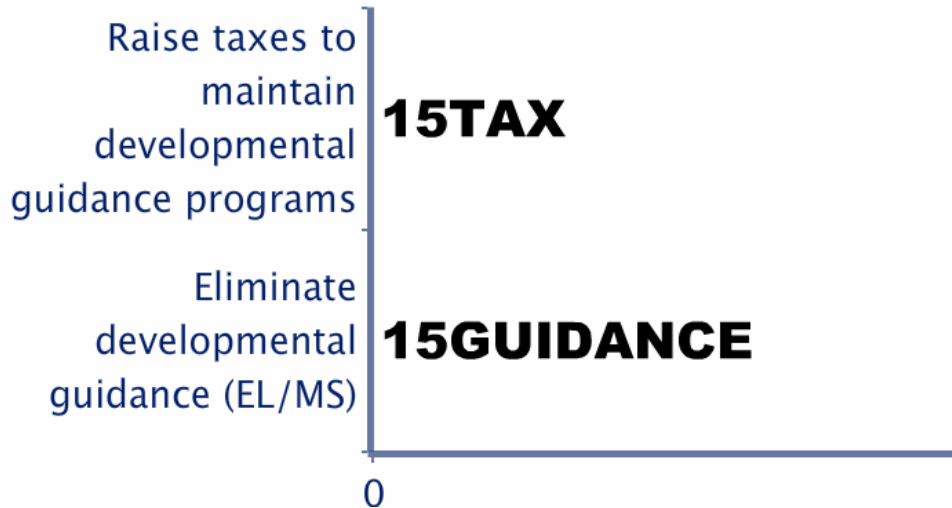 Raise taxes to
maintain
developmental
guidance programs
15TAX
Eliminate
developmental
guidance (EL/MS)
15GUIDANCE
0